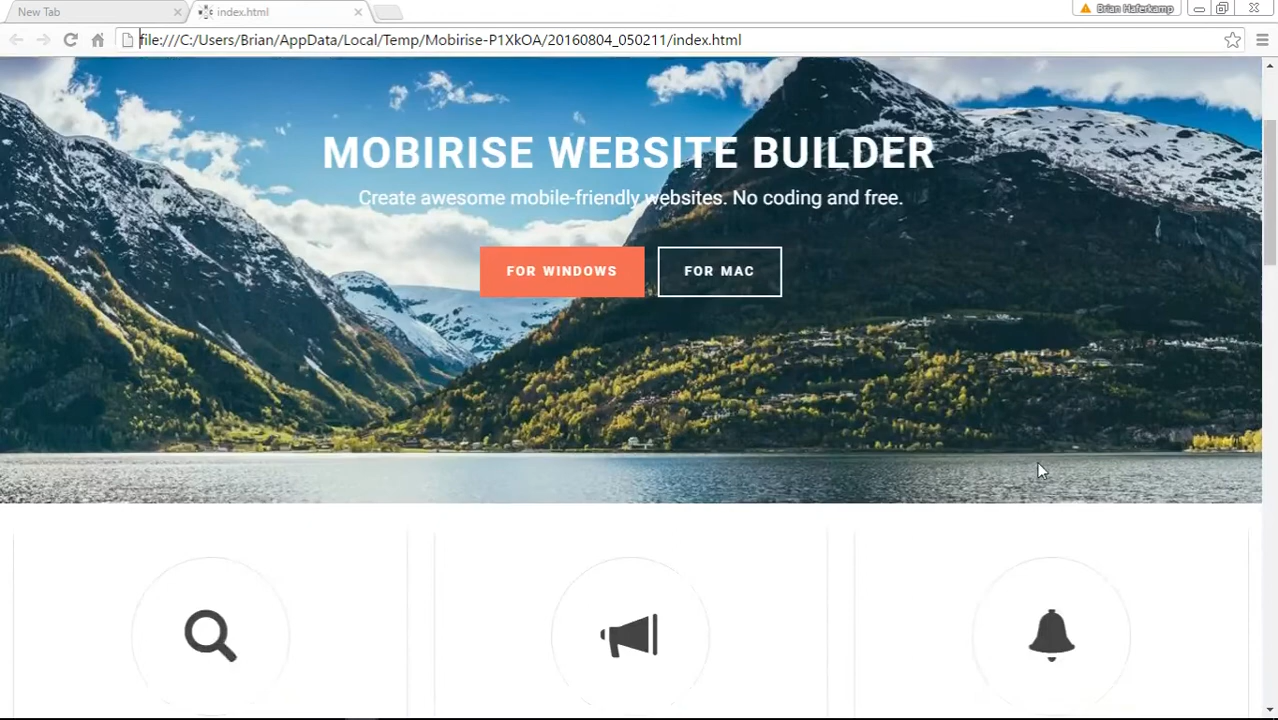 New Tab
index.html
Brian Haferkamp
file:///C:/Users/Brian/AppData/Local/Temp/Mobirise-P1XkOA/20160804_050211/index.html
MOBIRISE WEBSITE BUILDER
Create awesome mobile-friendly websites. No coding and free.
FOR WINDOWS
FOR MAC